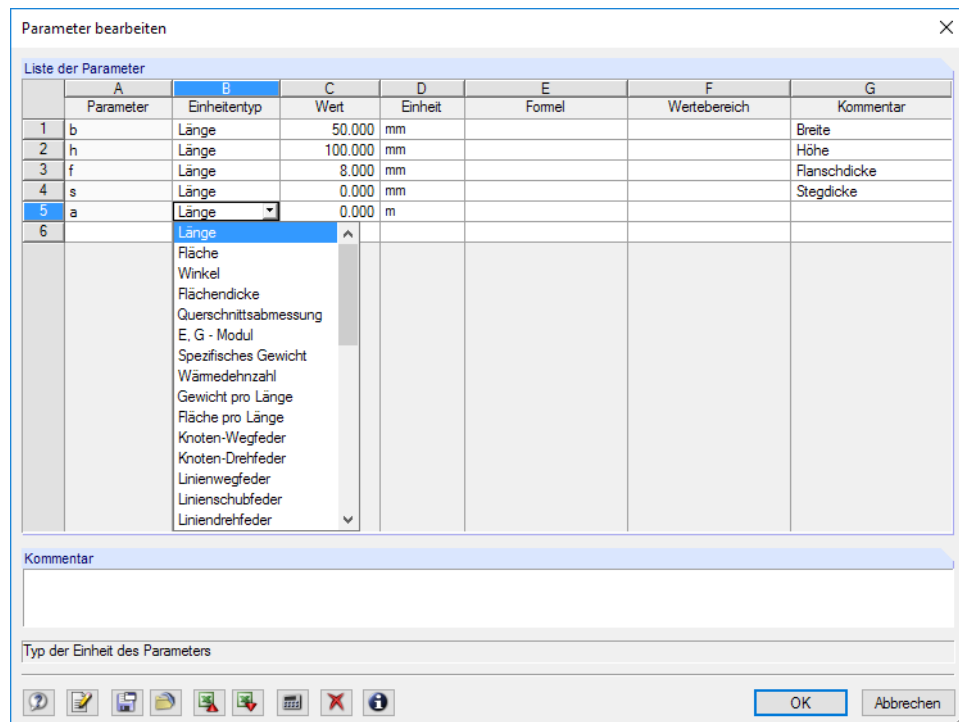 Parameter bearbeiten
Liste der Parameter
A B C D E F G
Parameter Einheitentyp Wert Einheit Formel Wertebereich Kommentar
1 b Länge 50.000 mm Breite
2 h Länge 100.000 mm Höhe
3 f Länge 8.000 mm Flanschdicke
4 s Länge 0.000 mm Stegdicke
5 a Länge 0.000 m
6
Länge
Fläche
Winkel
Flächendicke
Querschnittsabmessung
E, G - Modul
Spezifisches Gewicht
Wärmedehnzahl
Gewicht pro Länge
Fläche pro Länge
Knoten-Wegfeder
Knoten-Drehfeder
Linienwegfeder
Linienschubfeder
Liniendrehfeder
Kommentar
Typ der Einheit des Parameters
OK Abbrechen